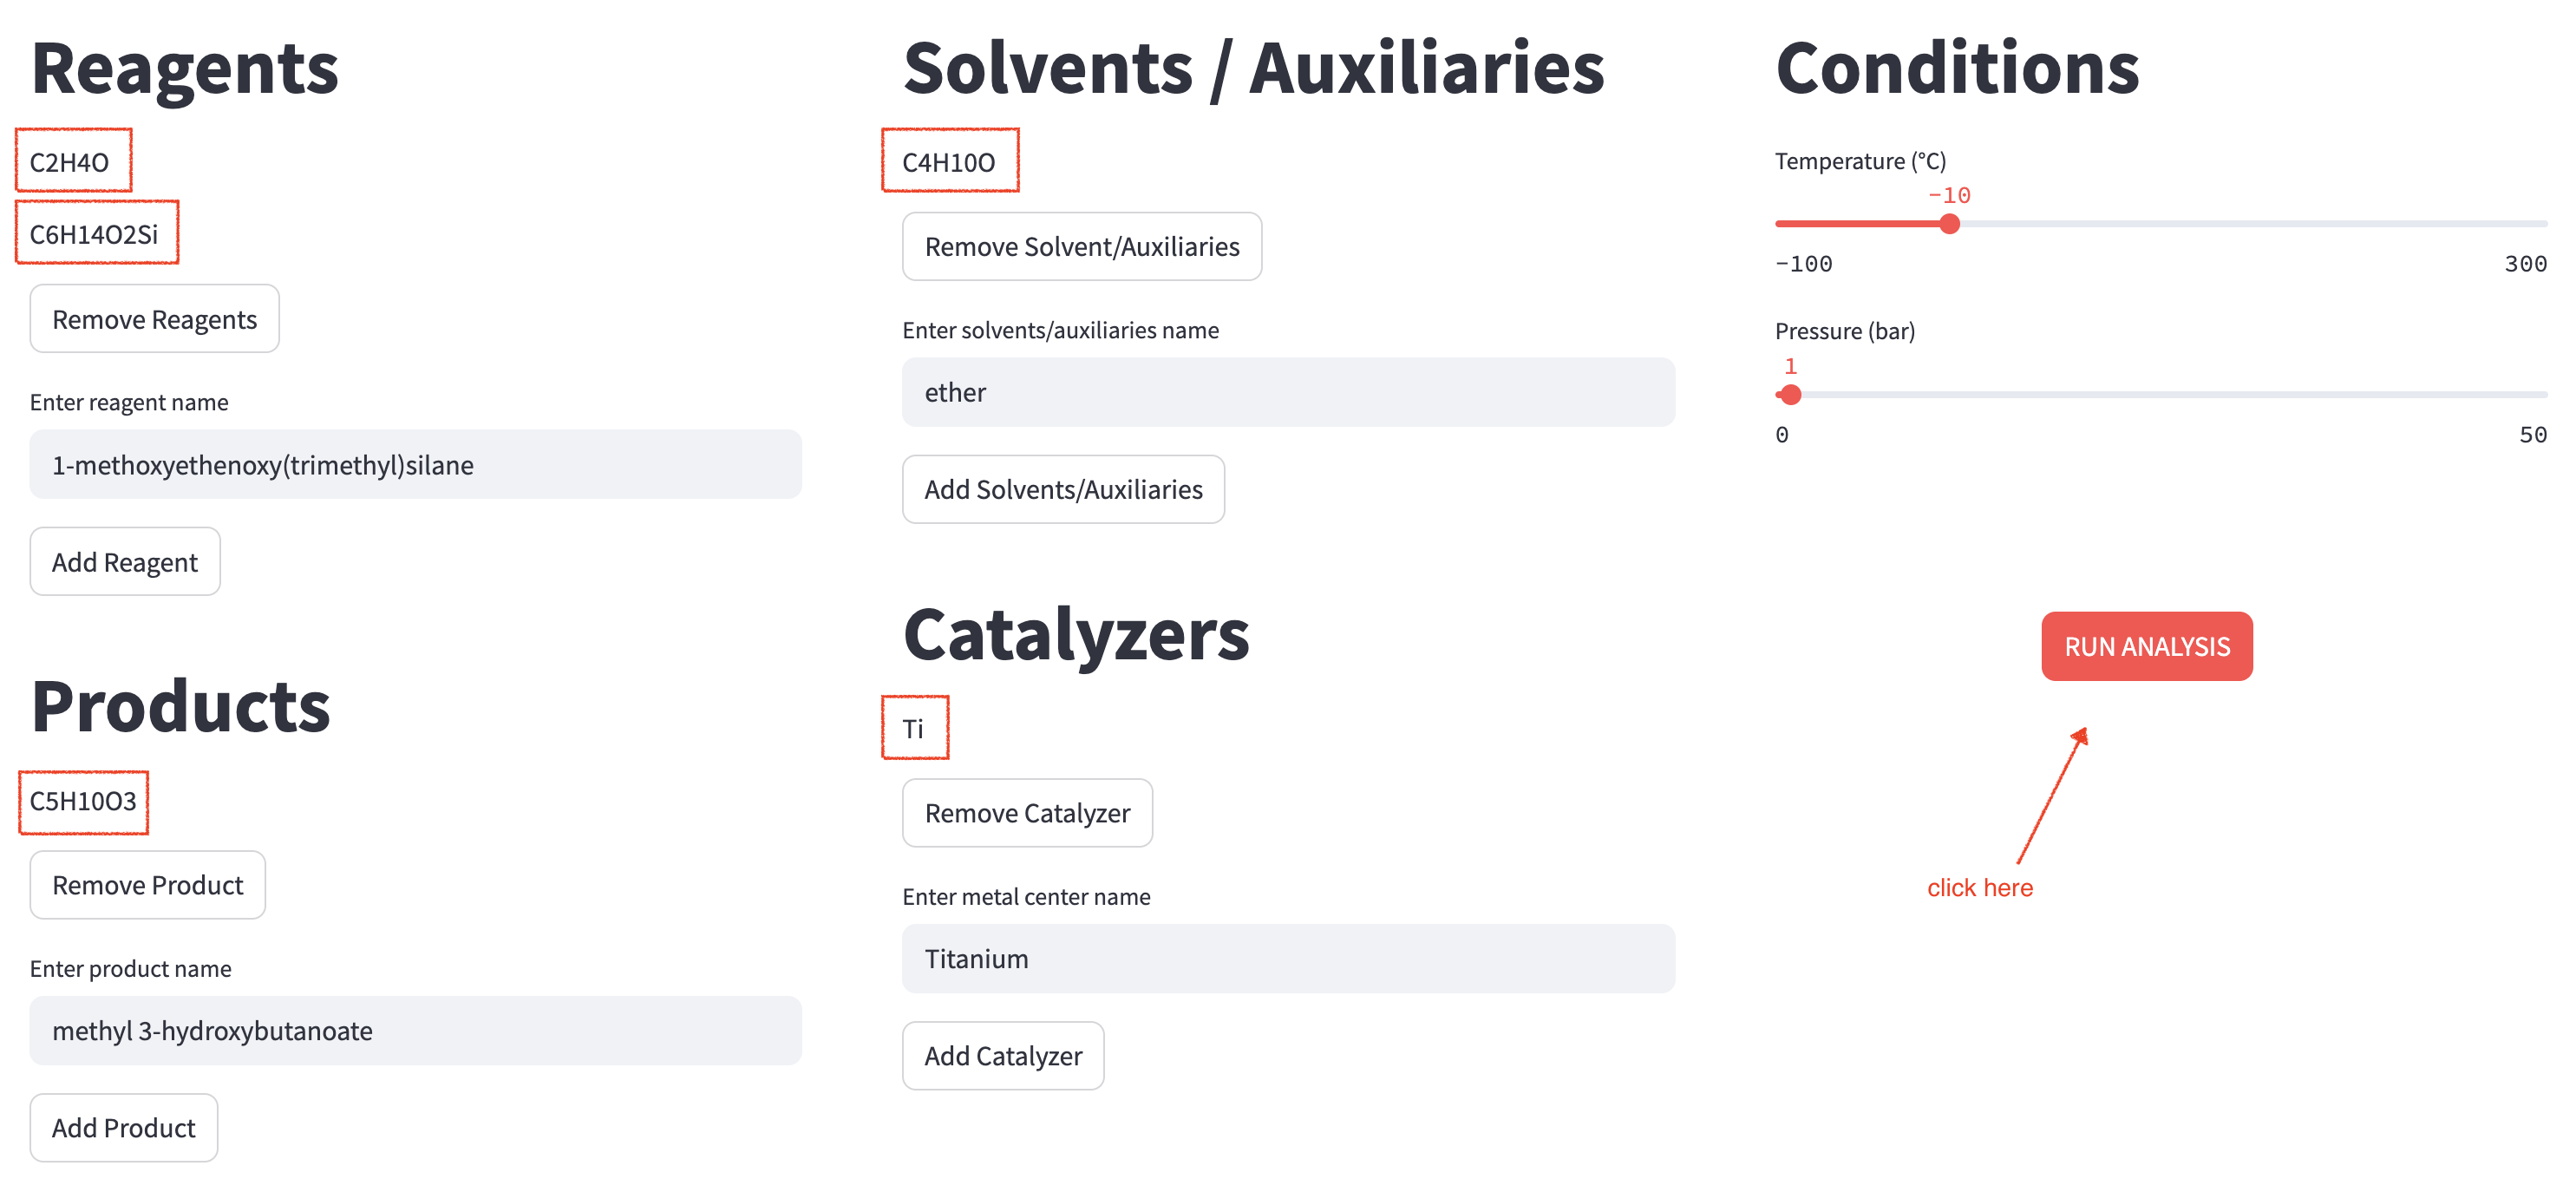 Reagents
C2H4O
C6H14O2Si
Remove Reagents
Enter reagent name
1-methoxyethenoxy(trimethyl)silane
Add Reagent
Products
C5H10O3
Remove Product
Enter product name
methyl 3-hydroxybutanoate
Add Product
Solvents / Auxiliaries
C4H10O
Remove Solvent/Auxiliaries
Enter solvents/auxiliaries name
ether
Add Solvents/Auxiliaries
Catalyzers
Ti
Remove Catalyzer
Enter metal center name
Titanium
Add Catalyzer
Conditions
Temperature (°C)
−10
−100 300
Pressure (bar)
1
0 50
RUN ANALYSIS
click here